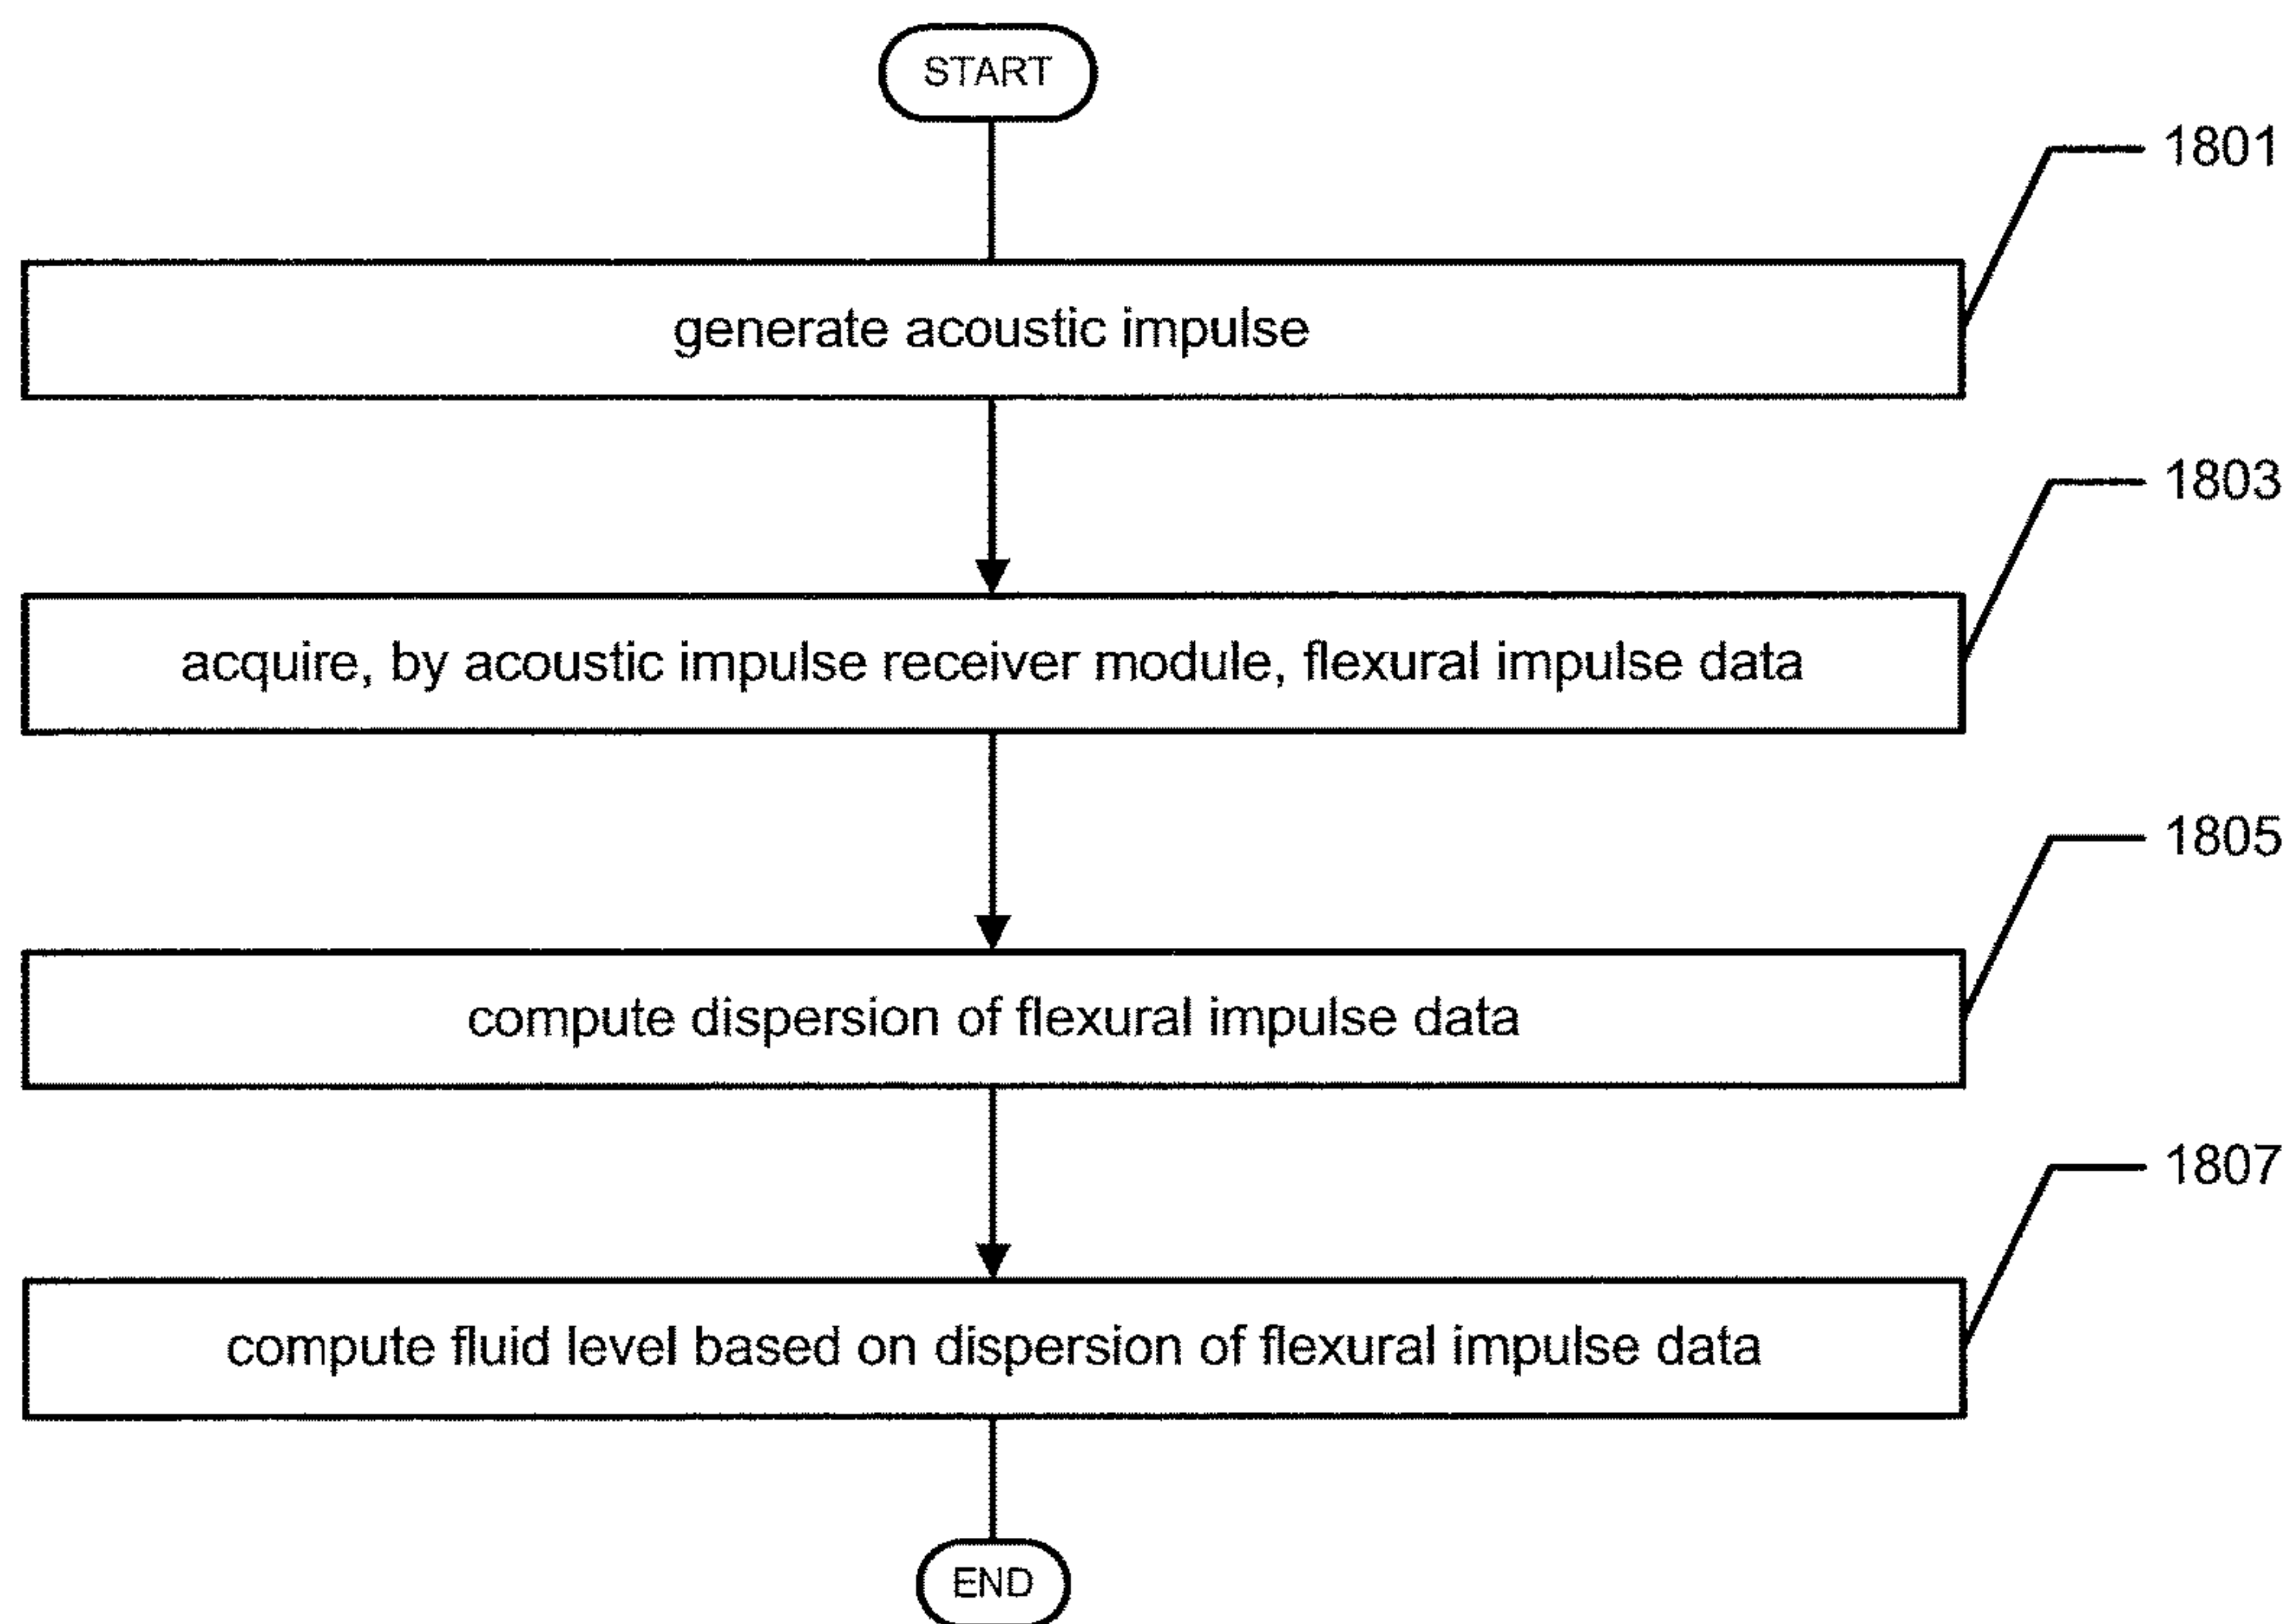 START
1801
generate acoustic impulse
1803
acquire, by acoustic impulse receiver module, flexural impulse data
1805
compute dispersion of flexural impulse data
1807
compute fluid level based on dispersion of flexural impulse data
END